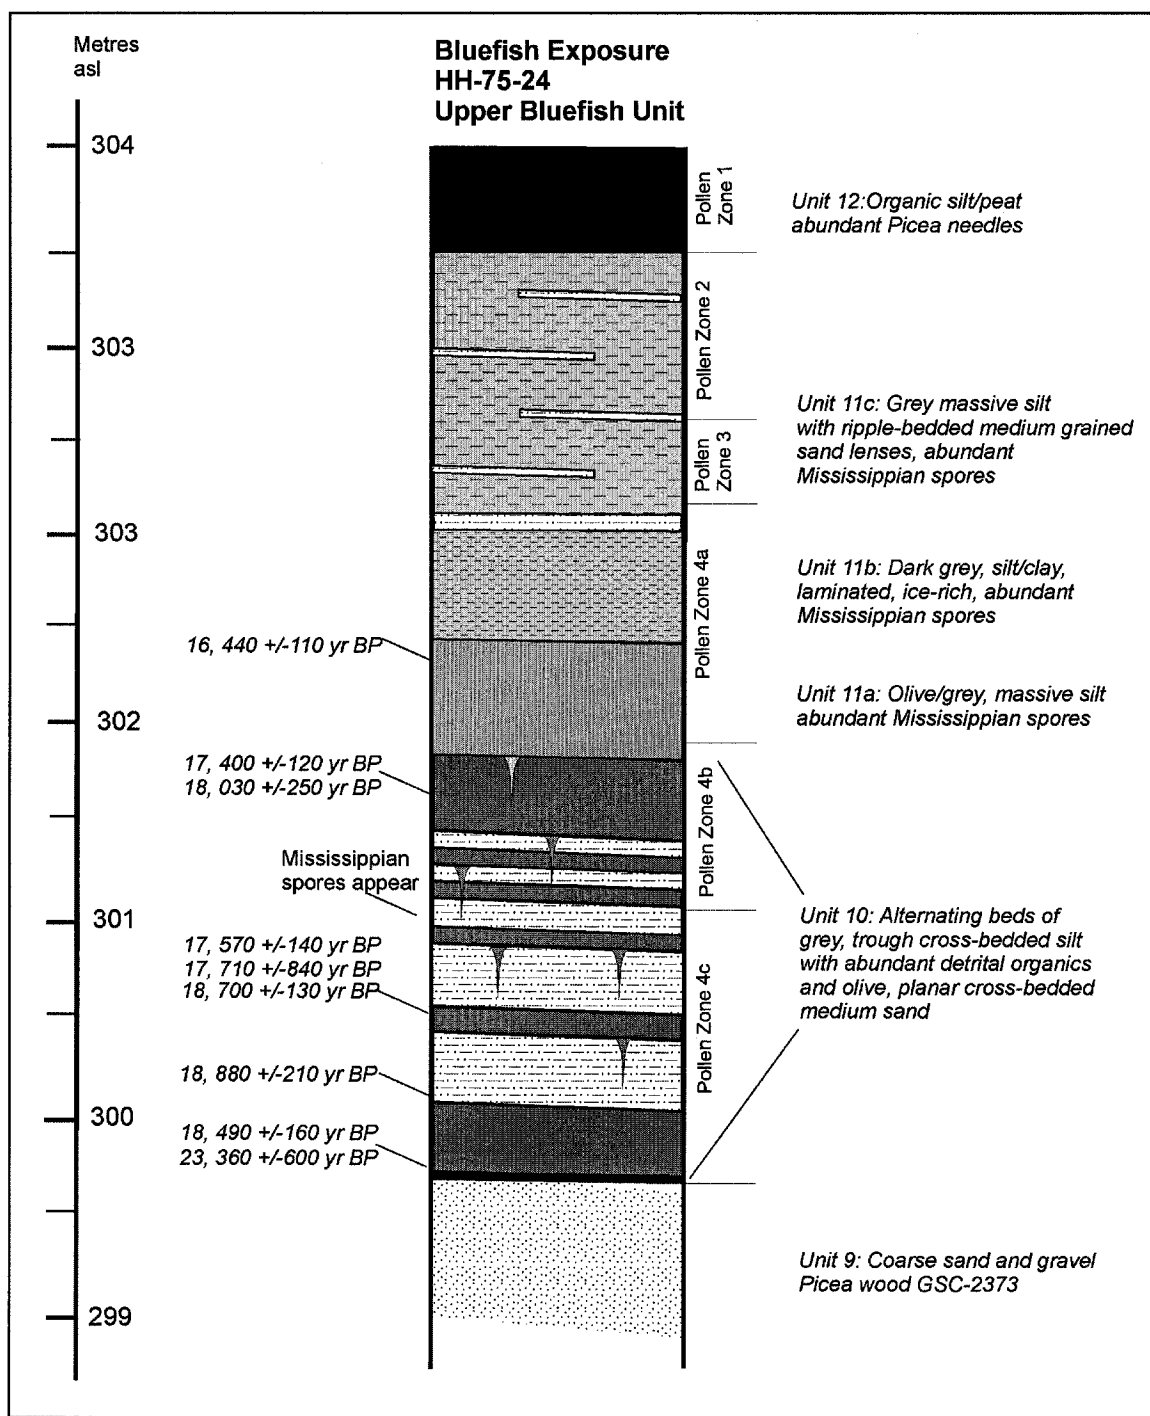 Metres
asl
Bluefish Exposure
HH-75-24
Upper Bluefish Unit
304
303
303
302
301
300
299
16, 440 +/-110 yr BP
17, 400 +/-120 yr BP
18, 030 +/-250 yr BP
Mississippian
spores appear
17, 570 +/-140 yr BP
17, 710 +/-840 yr BP
18, 700 +/-130 yr BP
18, 880 +/-210 yr BP
18, 490 +/-160 yr BP
23, 360 +/-600 yr BP
Pollen
Zone 1
Pollen Zone 2
Pollen
Zone 3
Pollen Zone 4a
Pollen Zone 4b
Pollen Zone 4c
Unit 12:Organic silt/peat
abundant Picea needles
Unit 11c: Grey massive silt
with ripple-bedded medium grained
sand lenses, abundant
Mississippian spores
Unit 11b: Dark grey, silt/clay,
laminated, ice-rich, abundant
Mississippian spores
Unit 11a: Olive/grey, massive silt
abundant Mississippian spores
Unit 10: Alternating beds of
grey, trough cross-bedded silt
with abundant detrital organics
and olive, planar cross-bedded
medium sand
Unit 9: Coarse sand and gravel
Picea wood GSC-2373